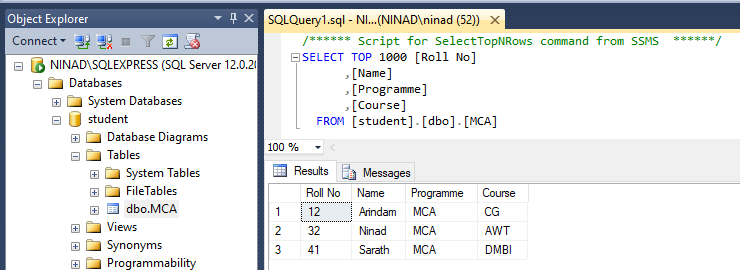 Object Explorer
Connect
NINAD\SQLEXPRESS (SQL Server 12.0.20
Databases
System Databases
student
Database Diagrams
Tables
System Tables
FileTables
dbo.MCA
Views
Synonyms
Programmability
SQLQuery1.sql - NI...(NINAD\ninad (52))
/****** Script for SelectTopNRows command from SSMS  ******/
SELECT TOP 1000 [Roll No]
,[Name]
,[Programme]
,[Course]
FROM [student].[dbo].[MCA]
100 %
Results Messages
Roll No Name Programme Course
1 12 Arindam MCA CG
2 32 Ninad MCA AWT
3 41 Sarath MCA DMBI